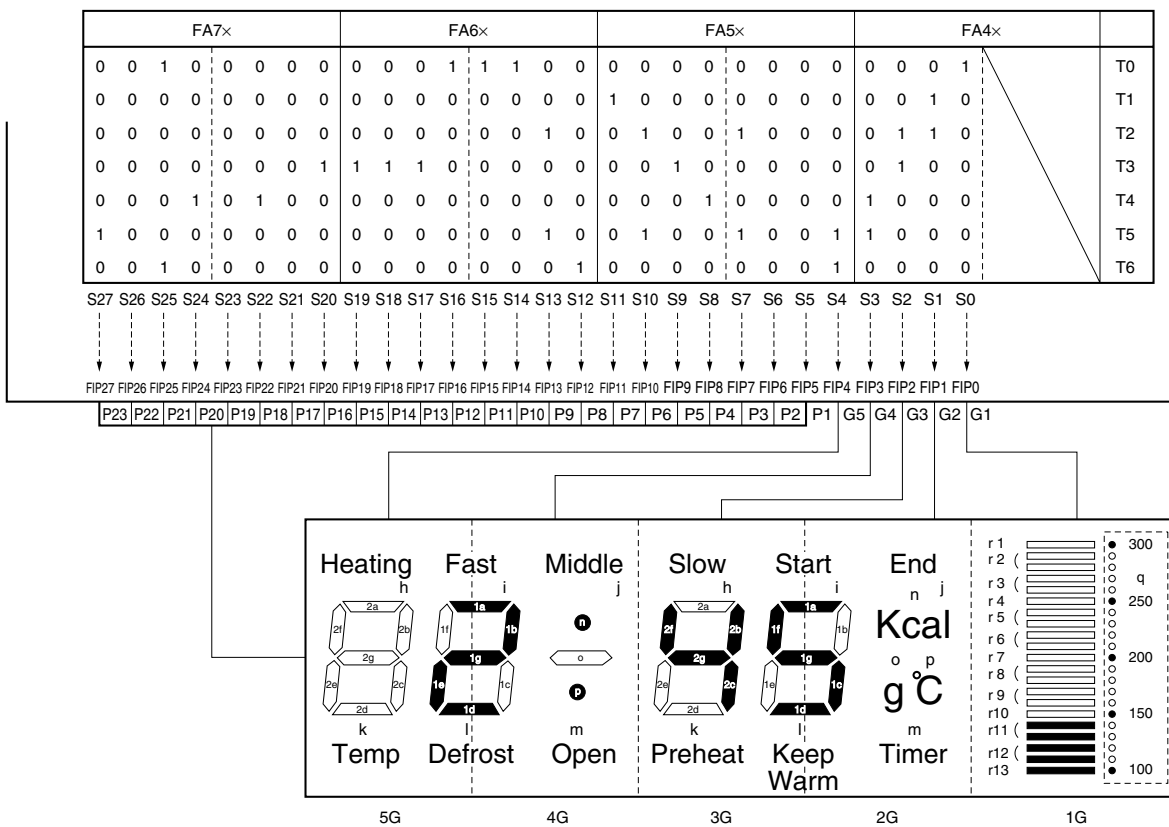 FA7× FA6× FA5× FA4×
0 0 1 0 0 0 0 0 0 0 0 1 1 1 0 0 0 0 0 0 0 0 0 0 0 0 0 1 T0
0 0 0 0 0 0 0 0 0 0 0 0 0 0 0 0 1 0 0 0 0 0 0 0 0 0 1 0 T1
0 0 0 0 0 0 0 0 0 0 0 0 0 0 1 0 0 1 0 0 1 0 0 0 0 1 1 0 T2
0 0 0 0 0 0 0 1 1 1 1 0 0 0 0 0 0 0 1 0 0 0 0 0 0 1 0 0 T3
0 0 0 1 0 1 0 0 0 0 0 0 0 0 0 0 0 0 0 1 0 0 0 0 1 0 0 0 T4
1 0 0 0 0 0 0 0 0 0 0 0 0 0 1 0 0 1 0 0 1 0 0 1 1 0 0 0 T5
0 0 1 0 0 0 0 0 0 0 0 0 0 0 0 1 0 0 0 0 0 0 0 1 0 0 0 0 T6
S27 S26 S25 S24 S23 S22 S21 S20 S19 S18 S17 S16 S15 S14 S13 S12 S11 S10 S9 S8 S7 S6 S5 S4 S3 S2 S1 S0
FIP27 FIP26 FIP25 FIP24 FIP23 FIP22 FIP21 FIP20 FIP19 FIP18 FIP17 FIP16 FIP15 FIP14 FIP13 FIP12 FIP11 FIP10 FIP9 FIP8 FIP7 FIP6 FIP5 FIP4 FIP3 FIP2 FIP1 FIP0
P23 P22 P21 P20 P19 P18 P17 P16 P15 P14 P13 P12 P11 P10 P9 P8 P7 P6 P5 P4 P3 P2 P1 G5 G4 G3 G2 G1
Heating Fast Middle Slow Start End
h i j h i n j
2a 2f 2b 2g 2e 2c 2d
1a 1f 1b 1g 1e 1c 1d
n
o
p
2a 2f 2b 2g 2e 2c 2d
1a 1f 1b 1g 1e 1c 1d
Kcal
o p
g °C
k l m k l m
Temp Defrost Open Preheat Keep Warm Timer
r 1 300
r 2 (
r 3 ( q
r 4 250
r 5 (
r 6 (
r 7 200
r 8 (
r 9 (
r10 150
r11 (
r12 (
r13 100
5G 4G 3G 2G 1G